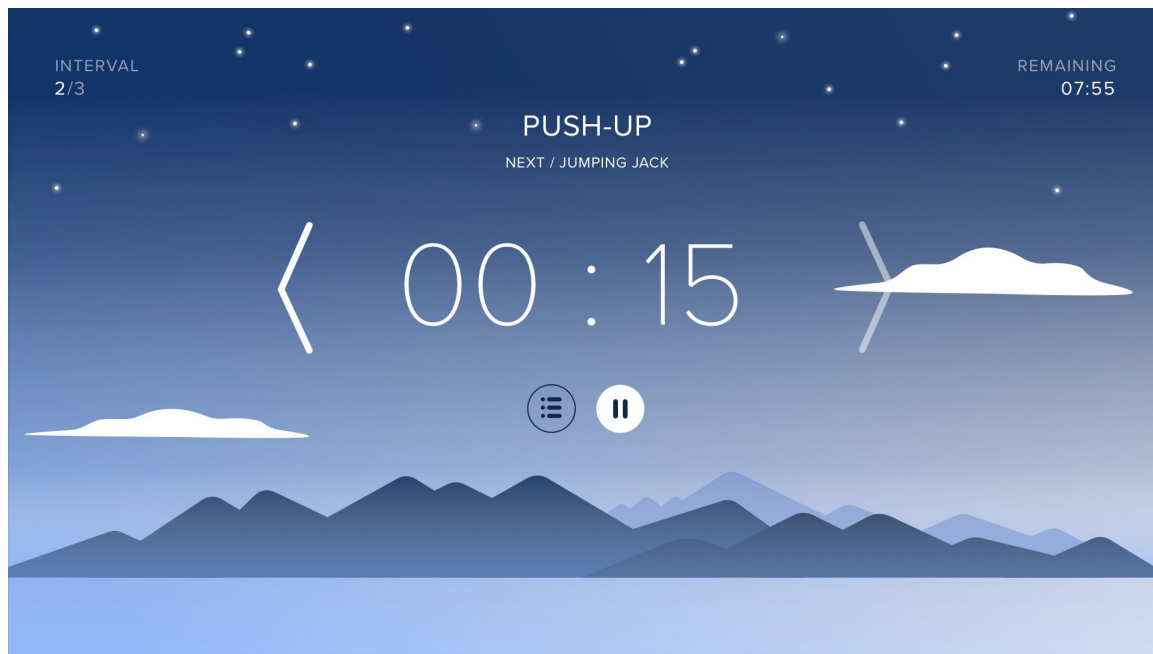 INTERVAL
2/3
REMAINING
07:55
PUSH-UP
NEXT / JUMPING JACK
00 : 15